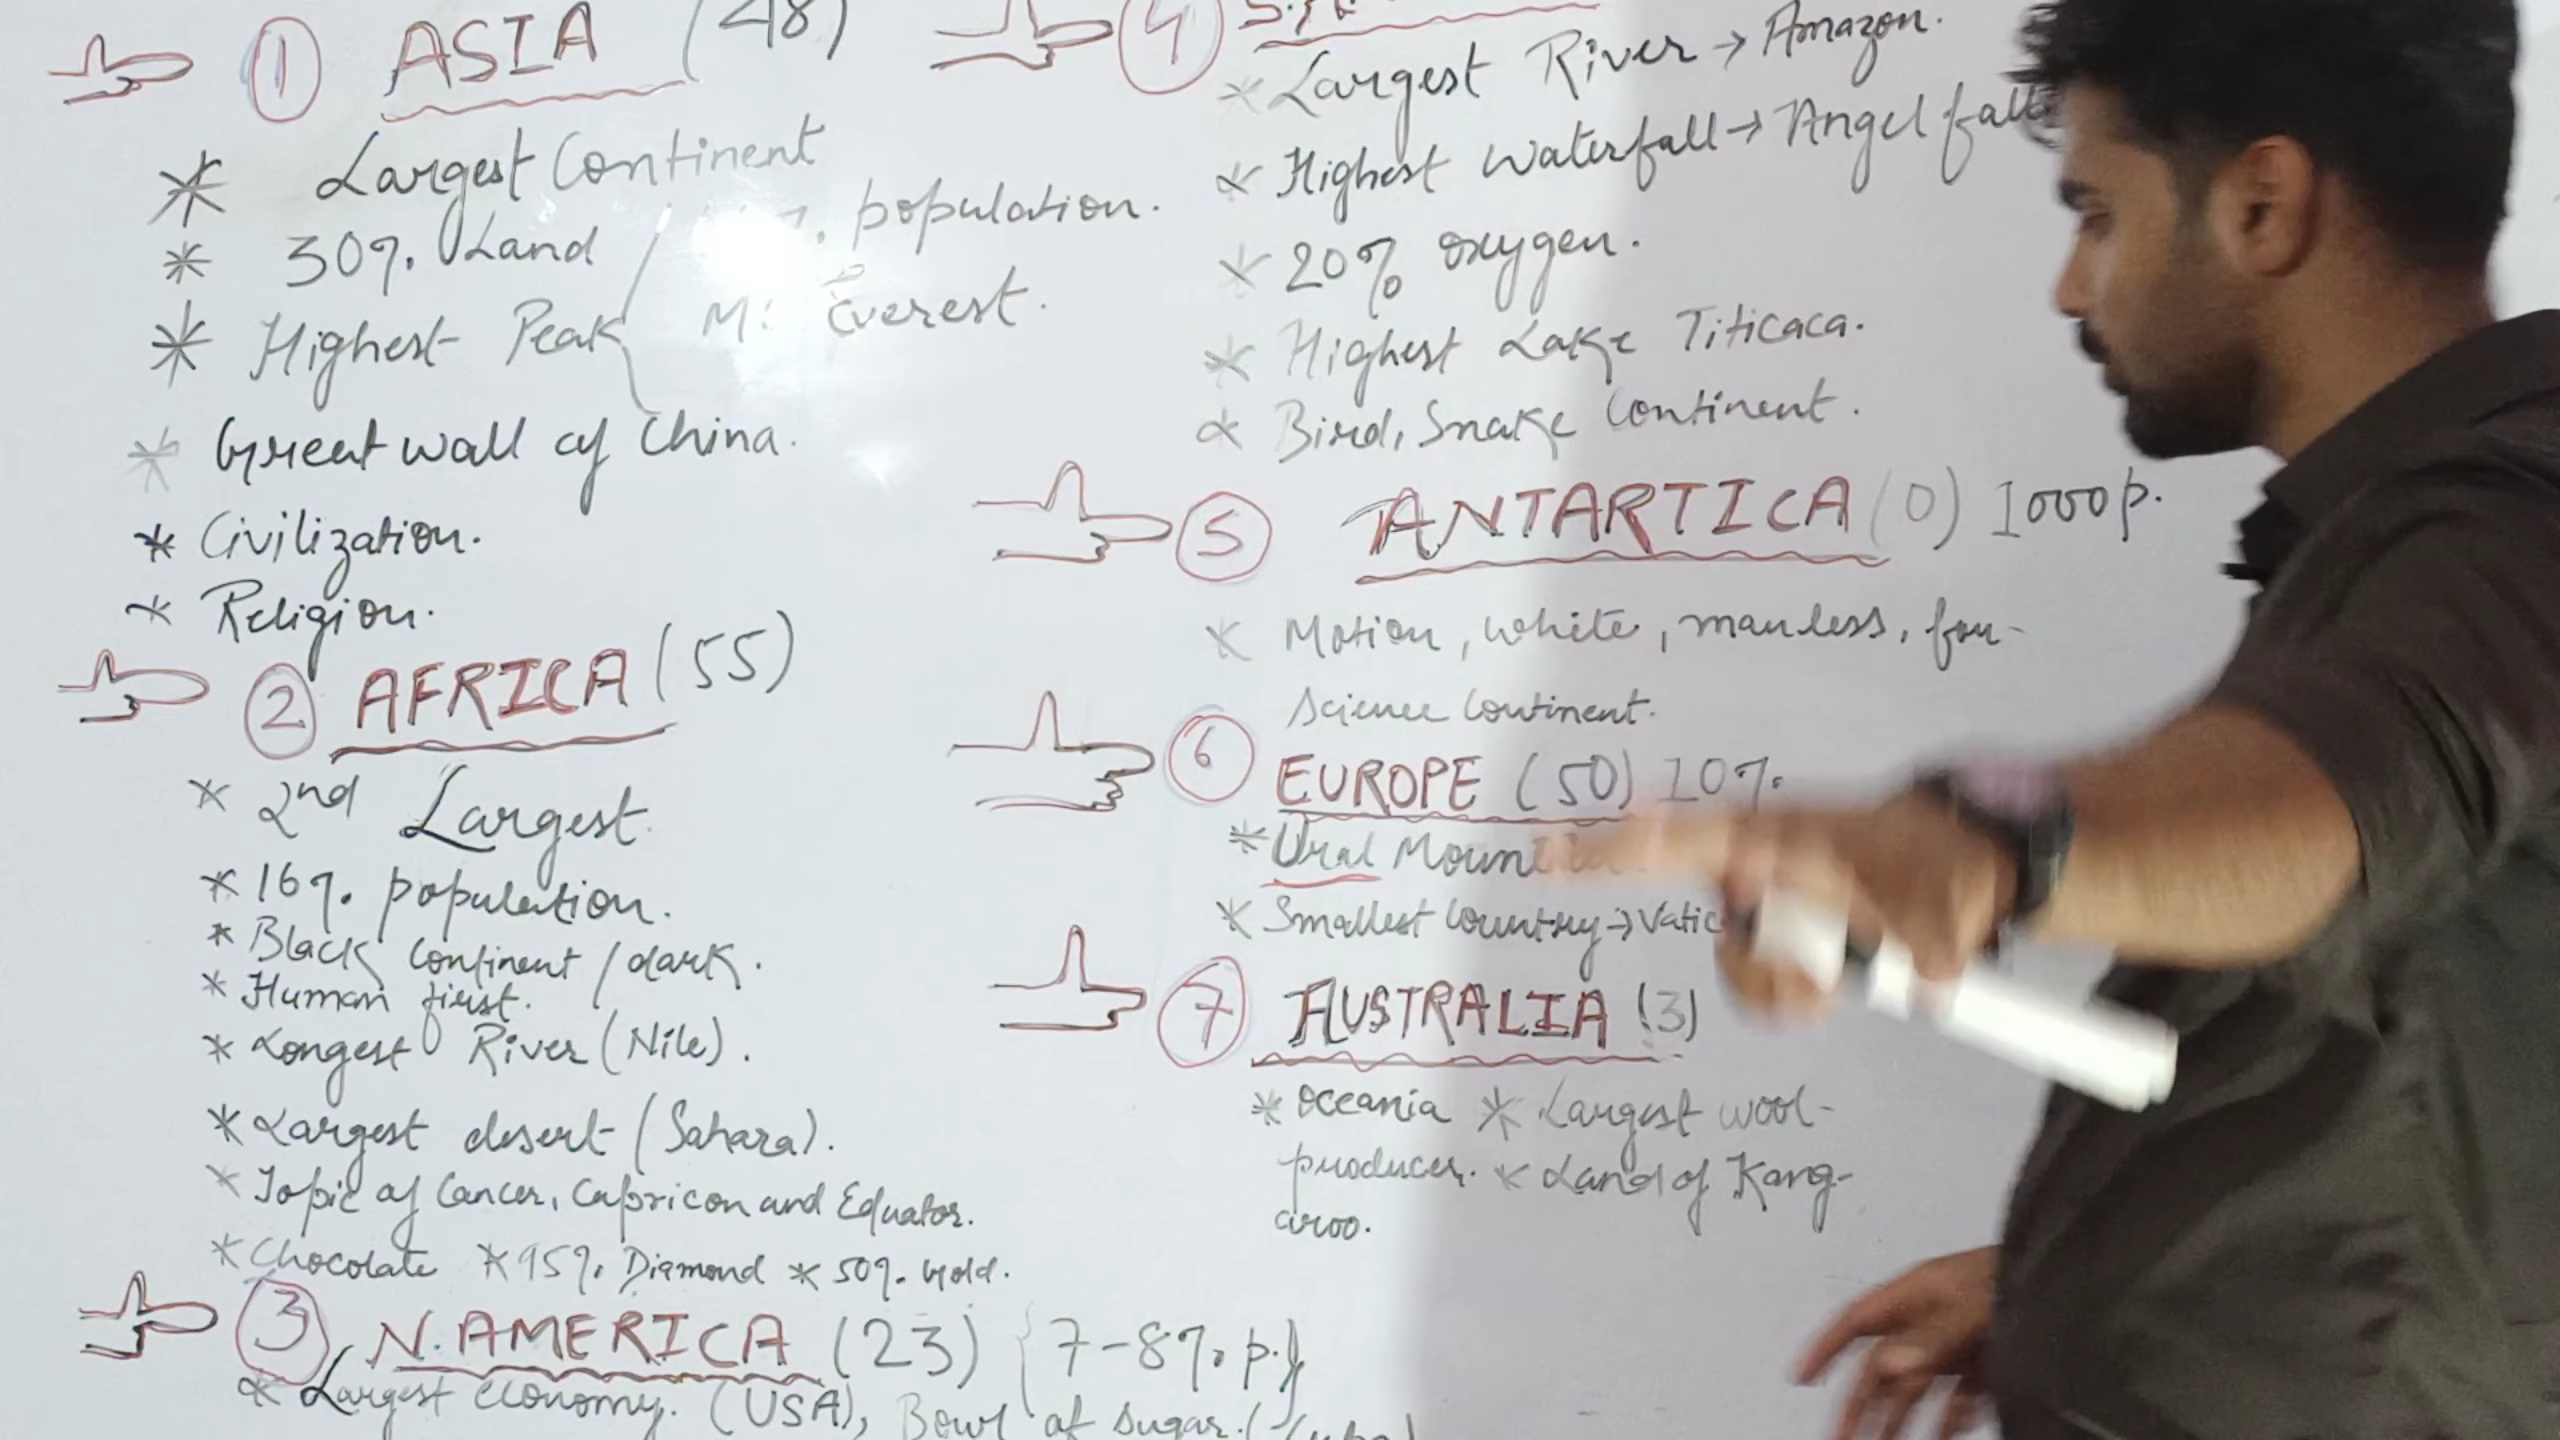 1 ASIA (48)
* Largest Continent
* 30%. Land / %. population.
* Highest Peak Mt Everest.
* Great wall of China.
* Civilization.
* Religion.
2 AFRICA (55)
* 2nd Largest
* 16%. population.
* Black Continent / dark.
* Human first.
* Longest River (Nile).
* Largest desert (Sahara).
* Topic of Cancer, Capricon and Equator.
* Chocolate * 95%. Diamond * 50%. Gold.
3 N. AMERICA (23) {7-8%. p.}
* Largest economy. (USA), Bowl of sugar. (
4
* Largest River → Amazon.
* Highest Waterfall → Angel fall
* 20% oxygen.
* Highest Lake Titicaca.
* Bird, Snake Continent.
5 ANTARTICA (0) 1000 p.
* Motion, White, manless, for-
Science Continent.
6 EUROPE (50) 10%.
* Ural
* Smallest Country → Vatic
7 AUSTRALIA (3)
* Oceania * Largest wool-
producer. * Land of Kang-
aroo.